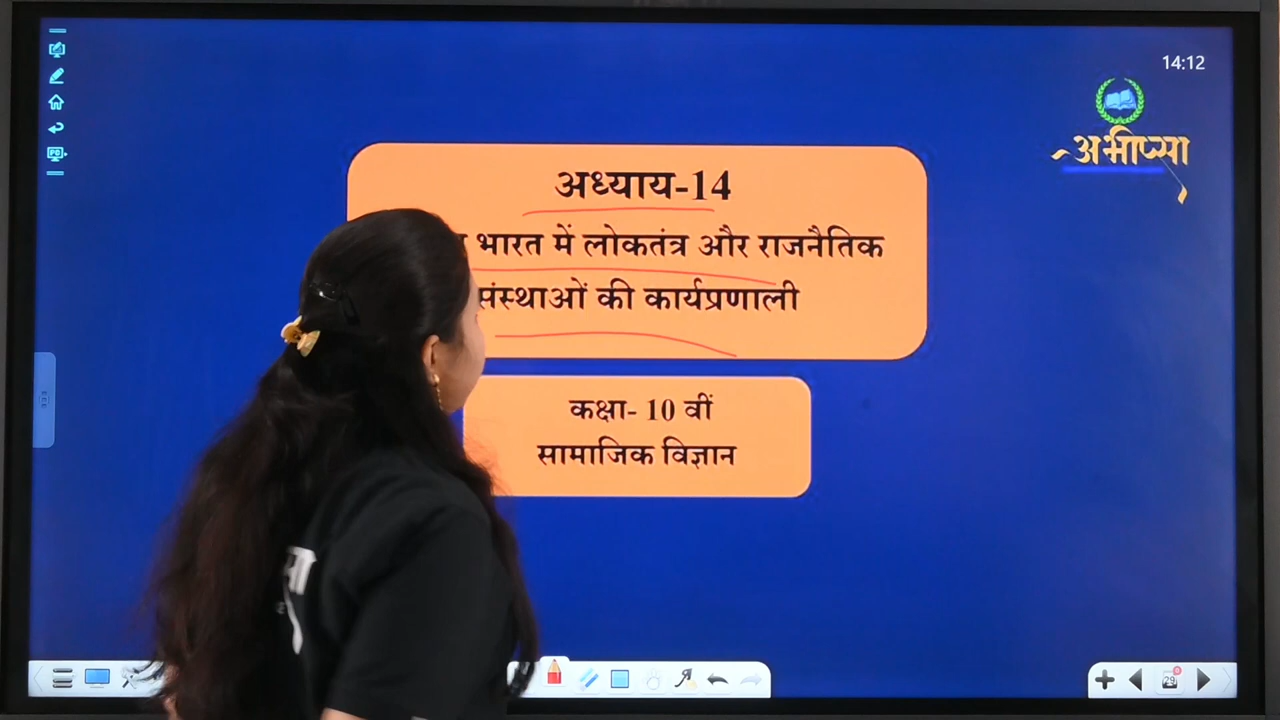 14:12
अभीप्सा
अध्याय-14
भारत में लोकतंत्र और राजनैतिक
संस्थाओं की कार्यप्रणाली
कक्षा- 10 वीं
सामाजिक विज्ञान
29